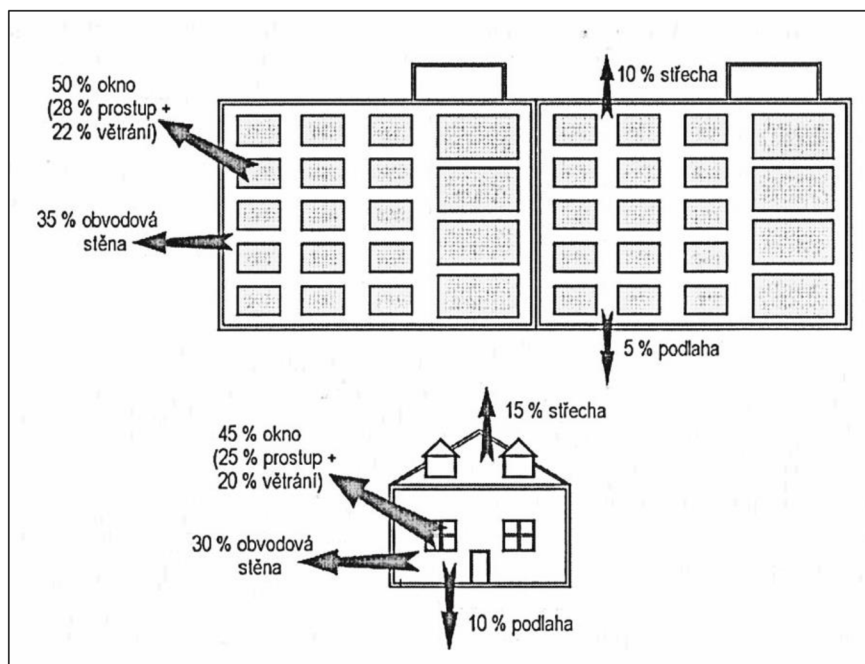 50 % okno
(28 % prostup +
22 % větrání)
10 % střecha
35 % obvodová
stěna
5 % podlaha
15 % střecha
45 % okno
(25 % prostup +
20 % větrání)
30 % obvodová
stěna
10 % podlaha